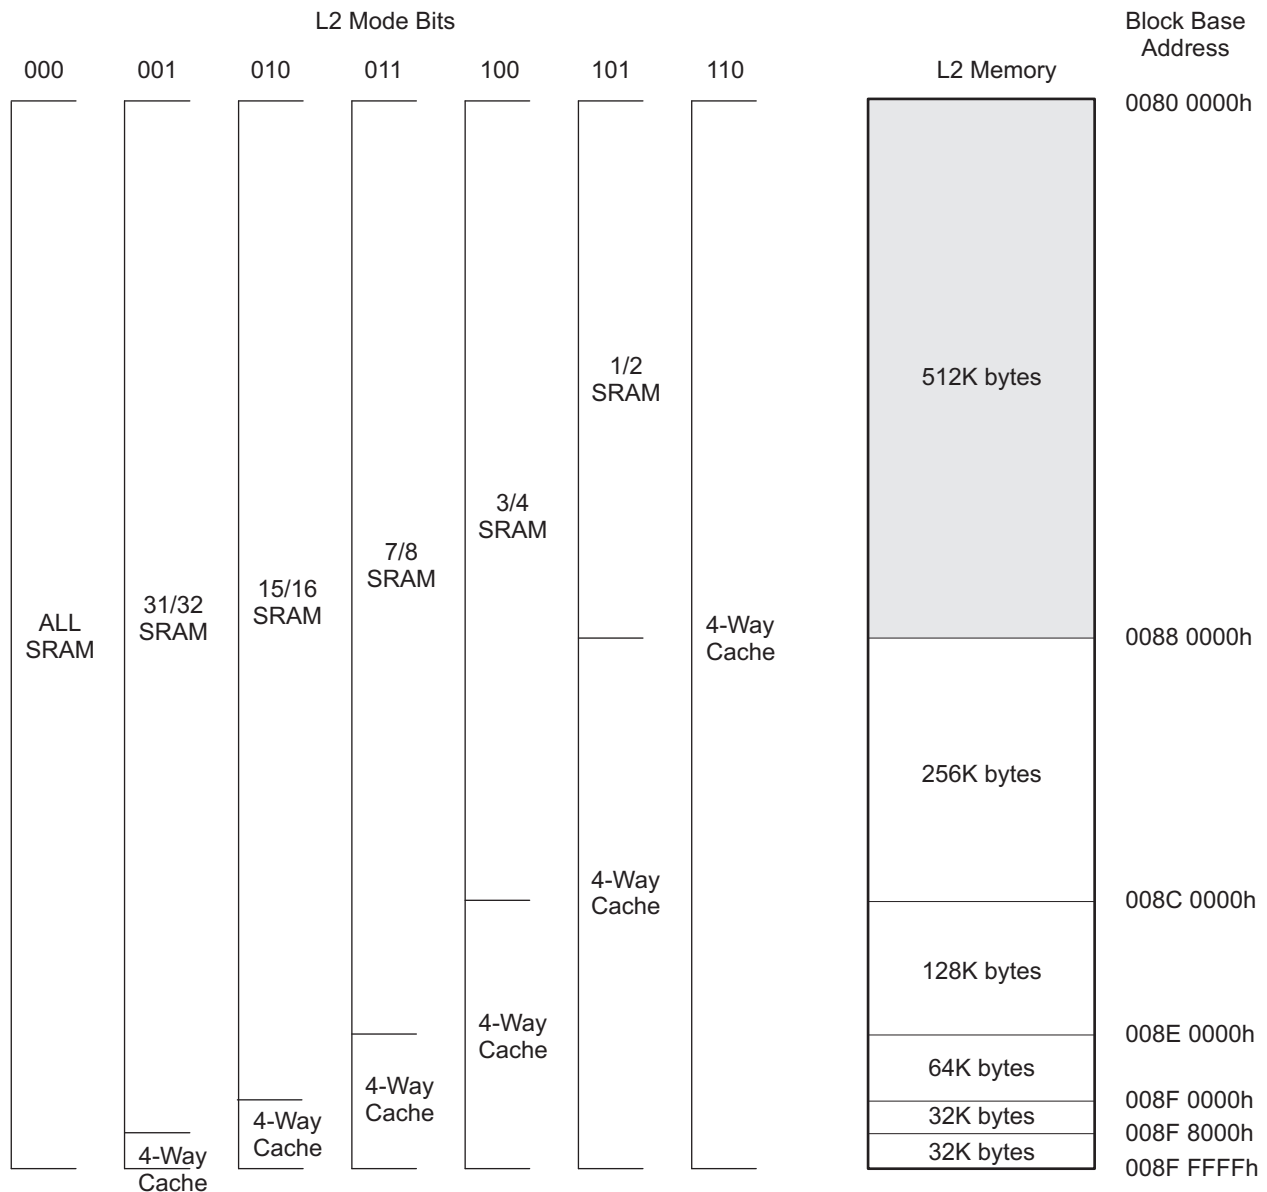 L2 Mode Bits
Block Base
Address
000 001 010 011 100 101 110 L2 Memory
0080 0000h
1/2
SRAM
512K bytes
3/4
SRAM
7/8
SRAM
15/16
SRAM
31/32
SRAM
ALL
SRAM
4-Way
Cache
0088 0000h
256K bytes
4-Way
Cache
008C 0000h
128K bytes
4-Way
Cache
008E 0000h
64K bytes
4-Way
Cache
008F 0000h
32K bytes
4-Way
Cache
008F 8000h
32K bytes
4-Way
Cache
008F FFFFh